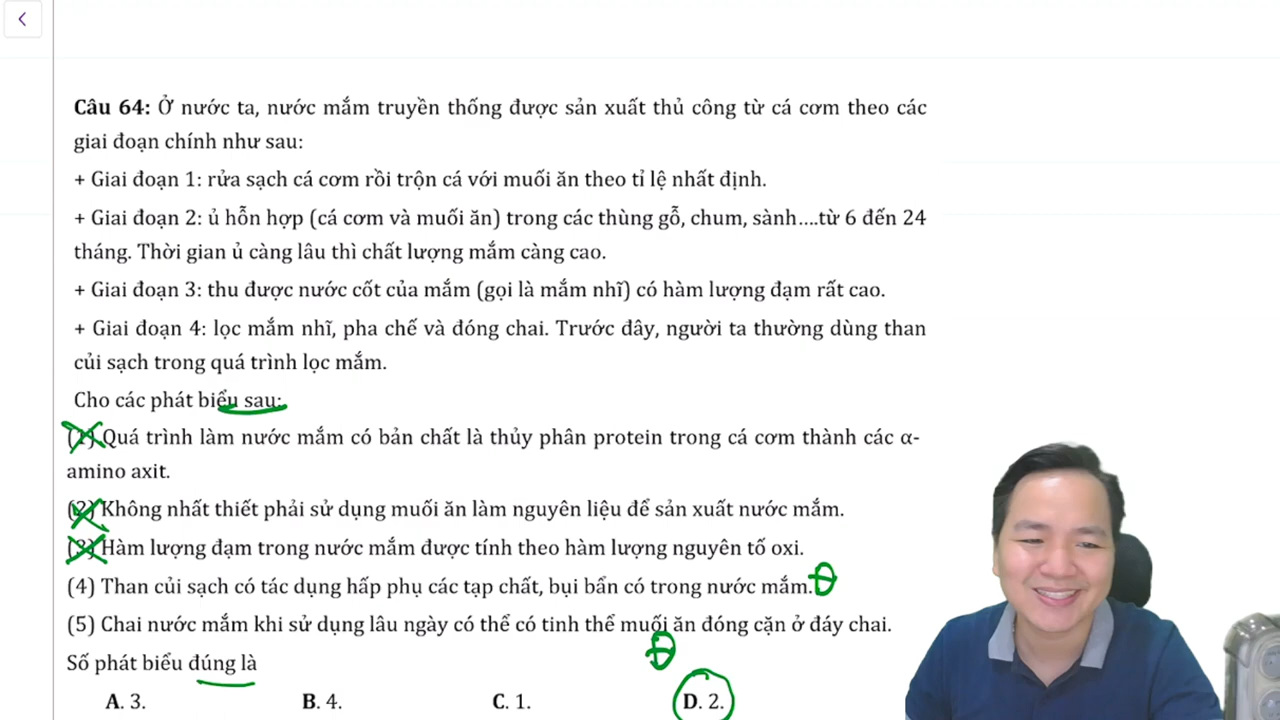 Câu 64: Ở nước ta, nước mắm truyền thống được sản xuất thủ công từ cá cơm theo các
giai đoạn chính như sau:
+ Giai đoạn 1: rửa sạch cá cơm rồi trộn cá với muối ăn theo tỉ lệ nhất định.
+ Giai đoạn 2: ủ hỗn hợp (cá cơm và muối ăn) trong các thùng gỗ, chum, sành....từ 6 đến 24
tháng. Thời gian ủ càng lâu thì chất lượng mắm càng cao.
+ Giai đoạn 3: thu được nước cốt của mắm (gọi là mắm nhĩ) có hàm lượng đạm rất cao.
+ Giai đoạn 4: lọc mắm nhĩ, pha chế và đóng chai. Trước đây, người ta thường dùng than
củi sạch trong quá trình lọc mắm.
Cho các phát biểu sau:
(1) Quá trình làm nước mắm có bản chất là thủy phân protein trong cá cơm thành các α-
amino axit.
(2) Không nhất thiết phải sử dụng muối ăn làm nguyên liệu để sản xuất nước mắm.
(3) Hàm lượng đạm trong nước mắm được tính theo hàm lượng nguyên tố oxi.
(4) Than củi sạch có tác dụng hấp phụ các tạp chất, bụi bẩn có trong nước mắm. Đ
(5) Chai nước mắm khi sử dụng lâu ngày có thể có tinh thể muối ăn đóng cặn ở đáy chai.
Đ
Số phát biểu đúng là
A. 3. B. 4. C. 1. D. 2.